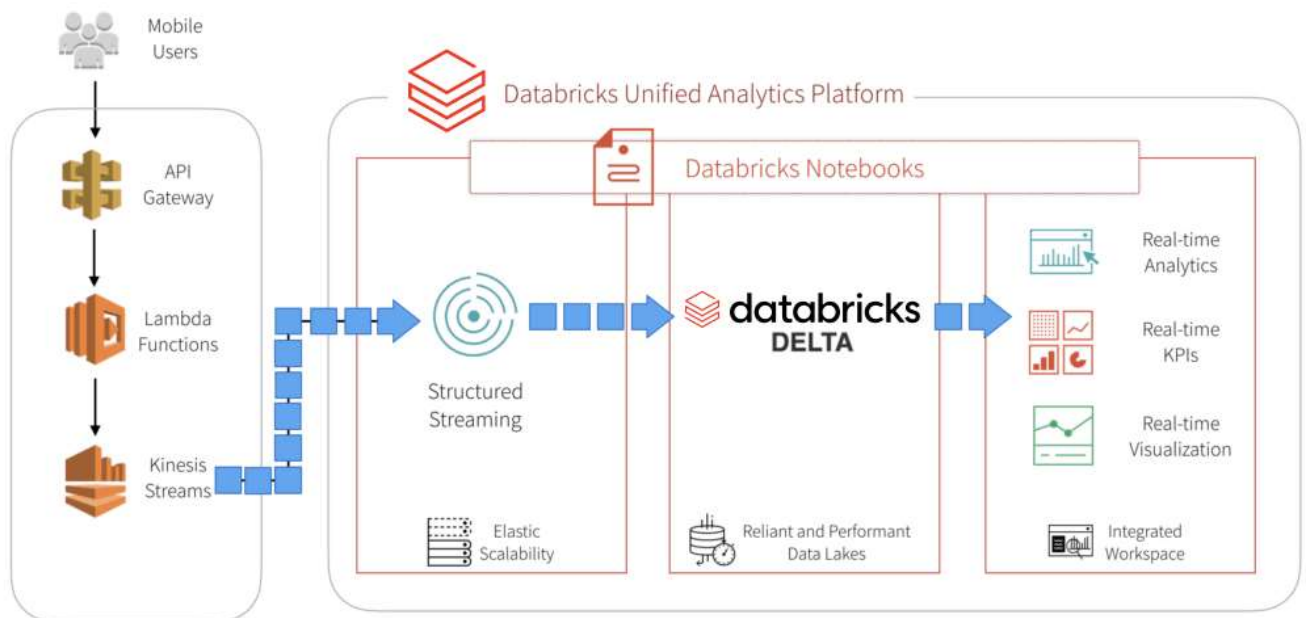 Mobile
Users
API
Gateway
Lambda
Functions
Kinesis
Streams
Databricks Unified Analytics Platform
Databricks Notebooks
Structured
Streaming
Elastic
Scalability
databricks
DELTA
Reliant and Performant
Data Lakes
Real-time
Analytics
Real-time
KPIs
Real-time
Visualization
Integrated
Workspace